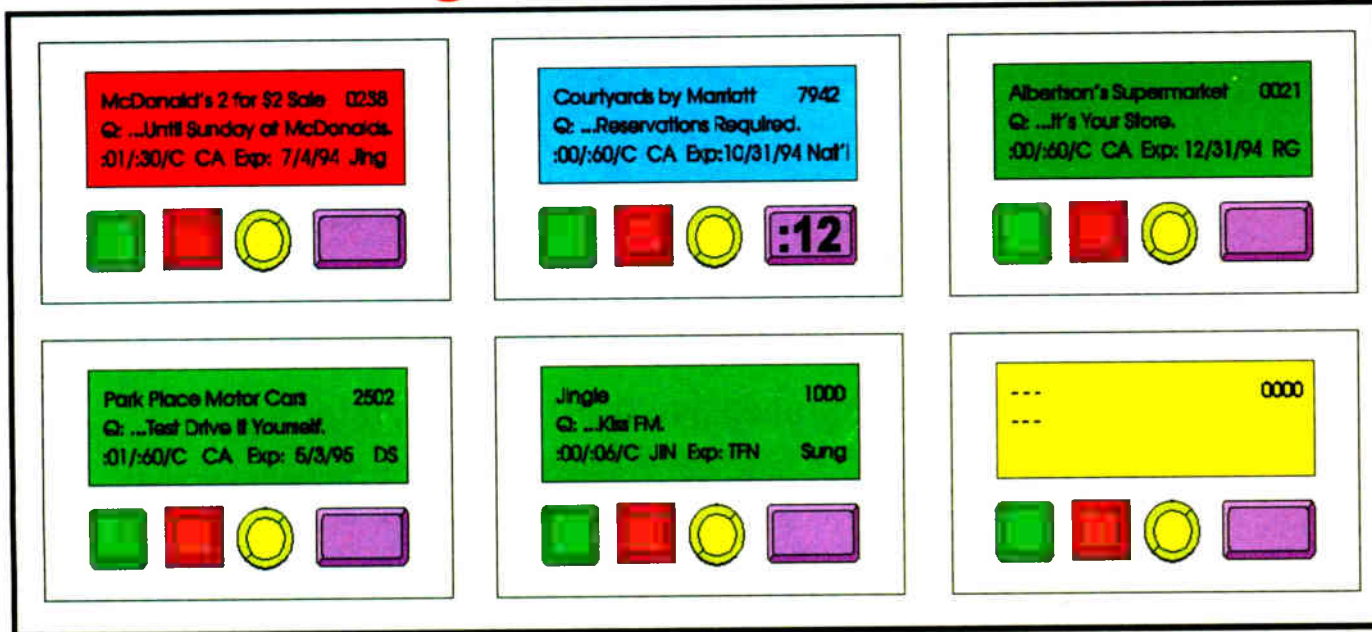 McDonald's 2 for $2 Sale 0238
Q: ...Until Sunday at McDonalds.
:01/:30/C CA Exp: 7/4/94 Jing
Courtyards by Marriott 7942
Q: ...Reservations Required.
:00/:60/C CA Exp:10/31/94 Nat'l
:12
Albertson's Supermarket 0021
Q: ...It's Your Store.
:00/:60/C CA Exp: 12/31/94 RG
Park Place Motor Cars 2502
Q: ...Test Drive It Yourself.
:01/:60/C CA Exp: 5/3/95 DS
Jingle 1000
Q: ...Kiss FM.
:00/:06/C JIN Exp: TFN Sung
--- 0000
---